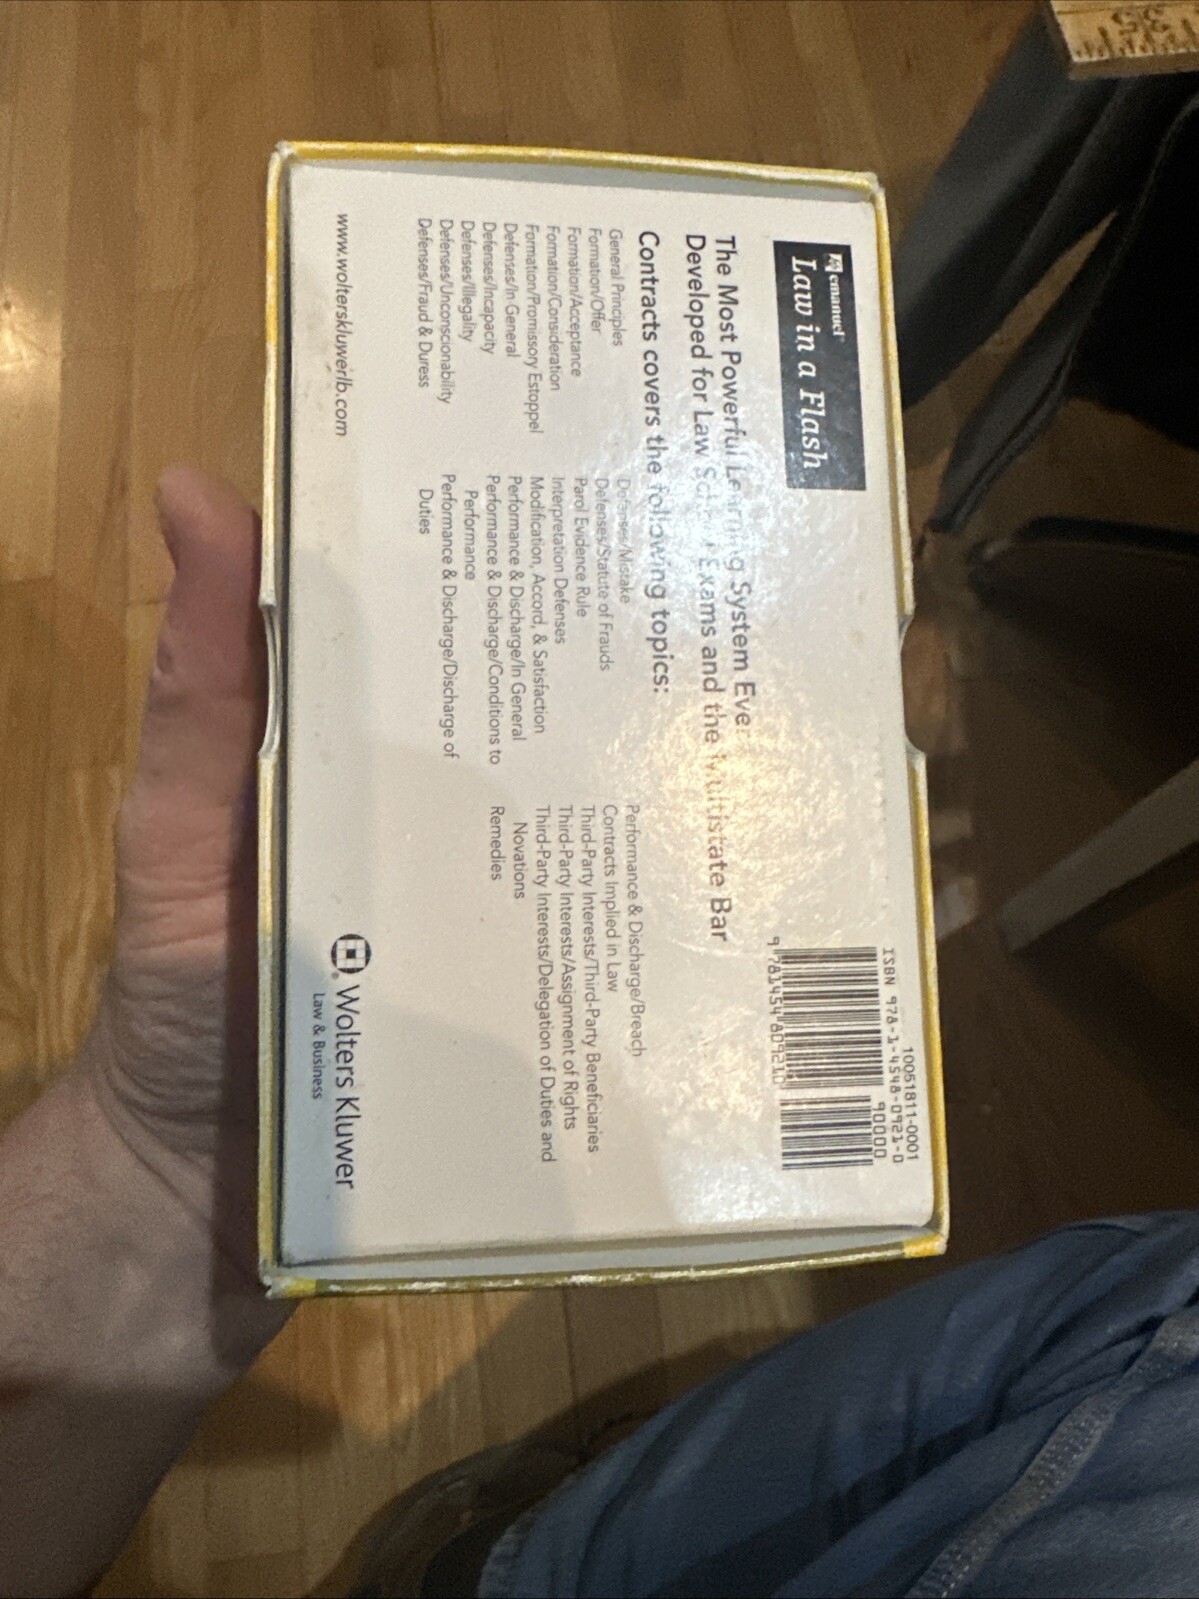 emanuel®
Law in a Flash
The Most Powerful Learning System Ever
Developed for Law School Exams and the Multistate Bar
Contracts covers the following topics:
General Principles
Formation/Offer
Formation/Acceptance
Formation/Consideration
Formation/Promissory Estoppel
Defenses/In General
Defenses/Incapacity
Defenses/Illegality
Defenses/Unconscionability
Defenses/Fraud & Duress
Defenses/Mistake
Defenses/Statute of Frauds
Parol Evidence Rule
Interpretation Defenses
Modification, Accord, & Satisfaction
Performance & Discharge/In General
Performance & Discharge/Conditions to
Performance
Performance & Discharge/Discharge of
Duties
Performance & Discharge/Breach
Contracts Implied in Law
Third-Party Interests/Third-Party Beneficiaries
Third-Party Interests/Assignment of Rights
Third-Party Interests/Delegation of Duties and
Novations
Remedies
10051811-0001
ISBN 978-1-4548-0921-0
90000
9 781454 809210
www.wolterskluwerlb.com
Wolters Kluwer
Law & Business
35